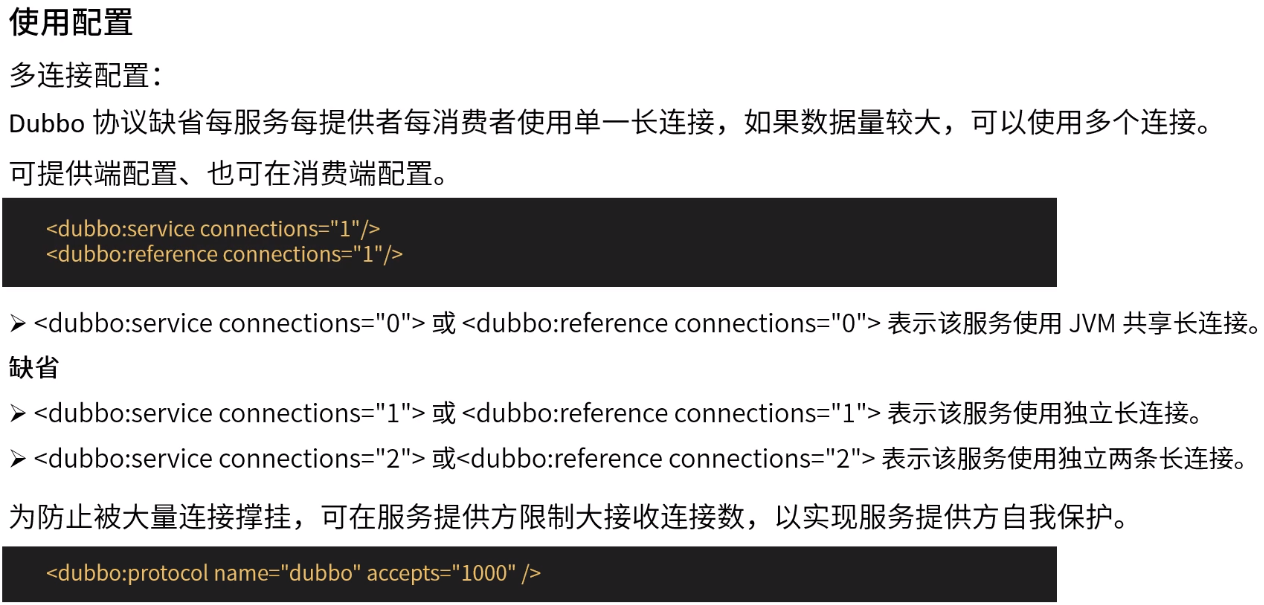 使用配置
多连接配置：
Dubbo 协议缺省每服务每提供者每消费者使用单一长连接，如果数据量较大，可以使用多个连接。
可提供端配置、也可在消费端配置。
<dubbo:service connections="1"/>
<dubbo:reference connections="1"/>
➢ <dubbo:service connections="0"> 或 <dubbo:reference connections="0"> 表示该服务使用 JVM 共享长连接。
缺省
➢ <dubbo:service connections="1"> 或 <dubbo:reference connections="1"> 表示该服务使用独立长连接。
➢ <dubbo:service connections="2"> 或<dubbo:reference connections="2"> 表示该服务使用独立两条长连接。
为防止被大量连接撑挂，可在服务提供方限制大接收连接数，以实现服务提供方自我保护。
<dubbo:protocol name="dubbo" accepts="1000" />